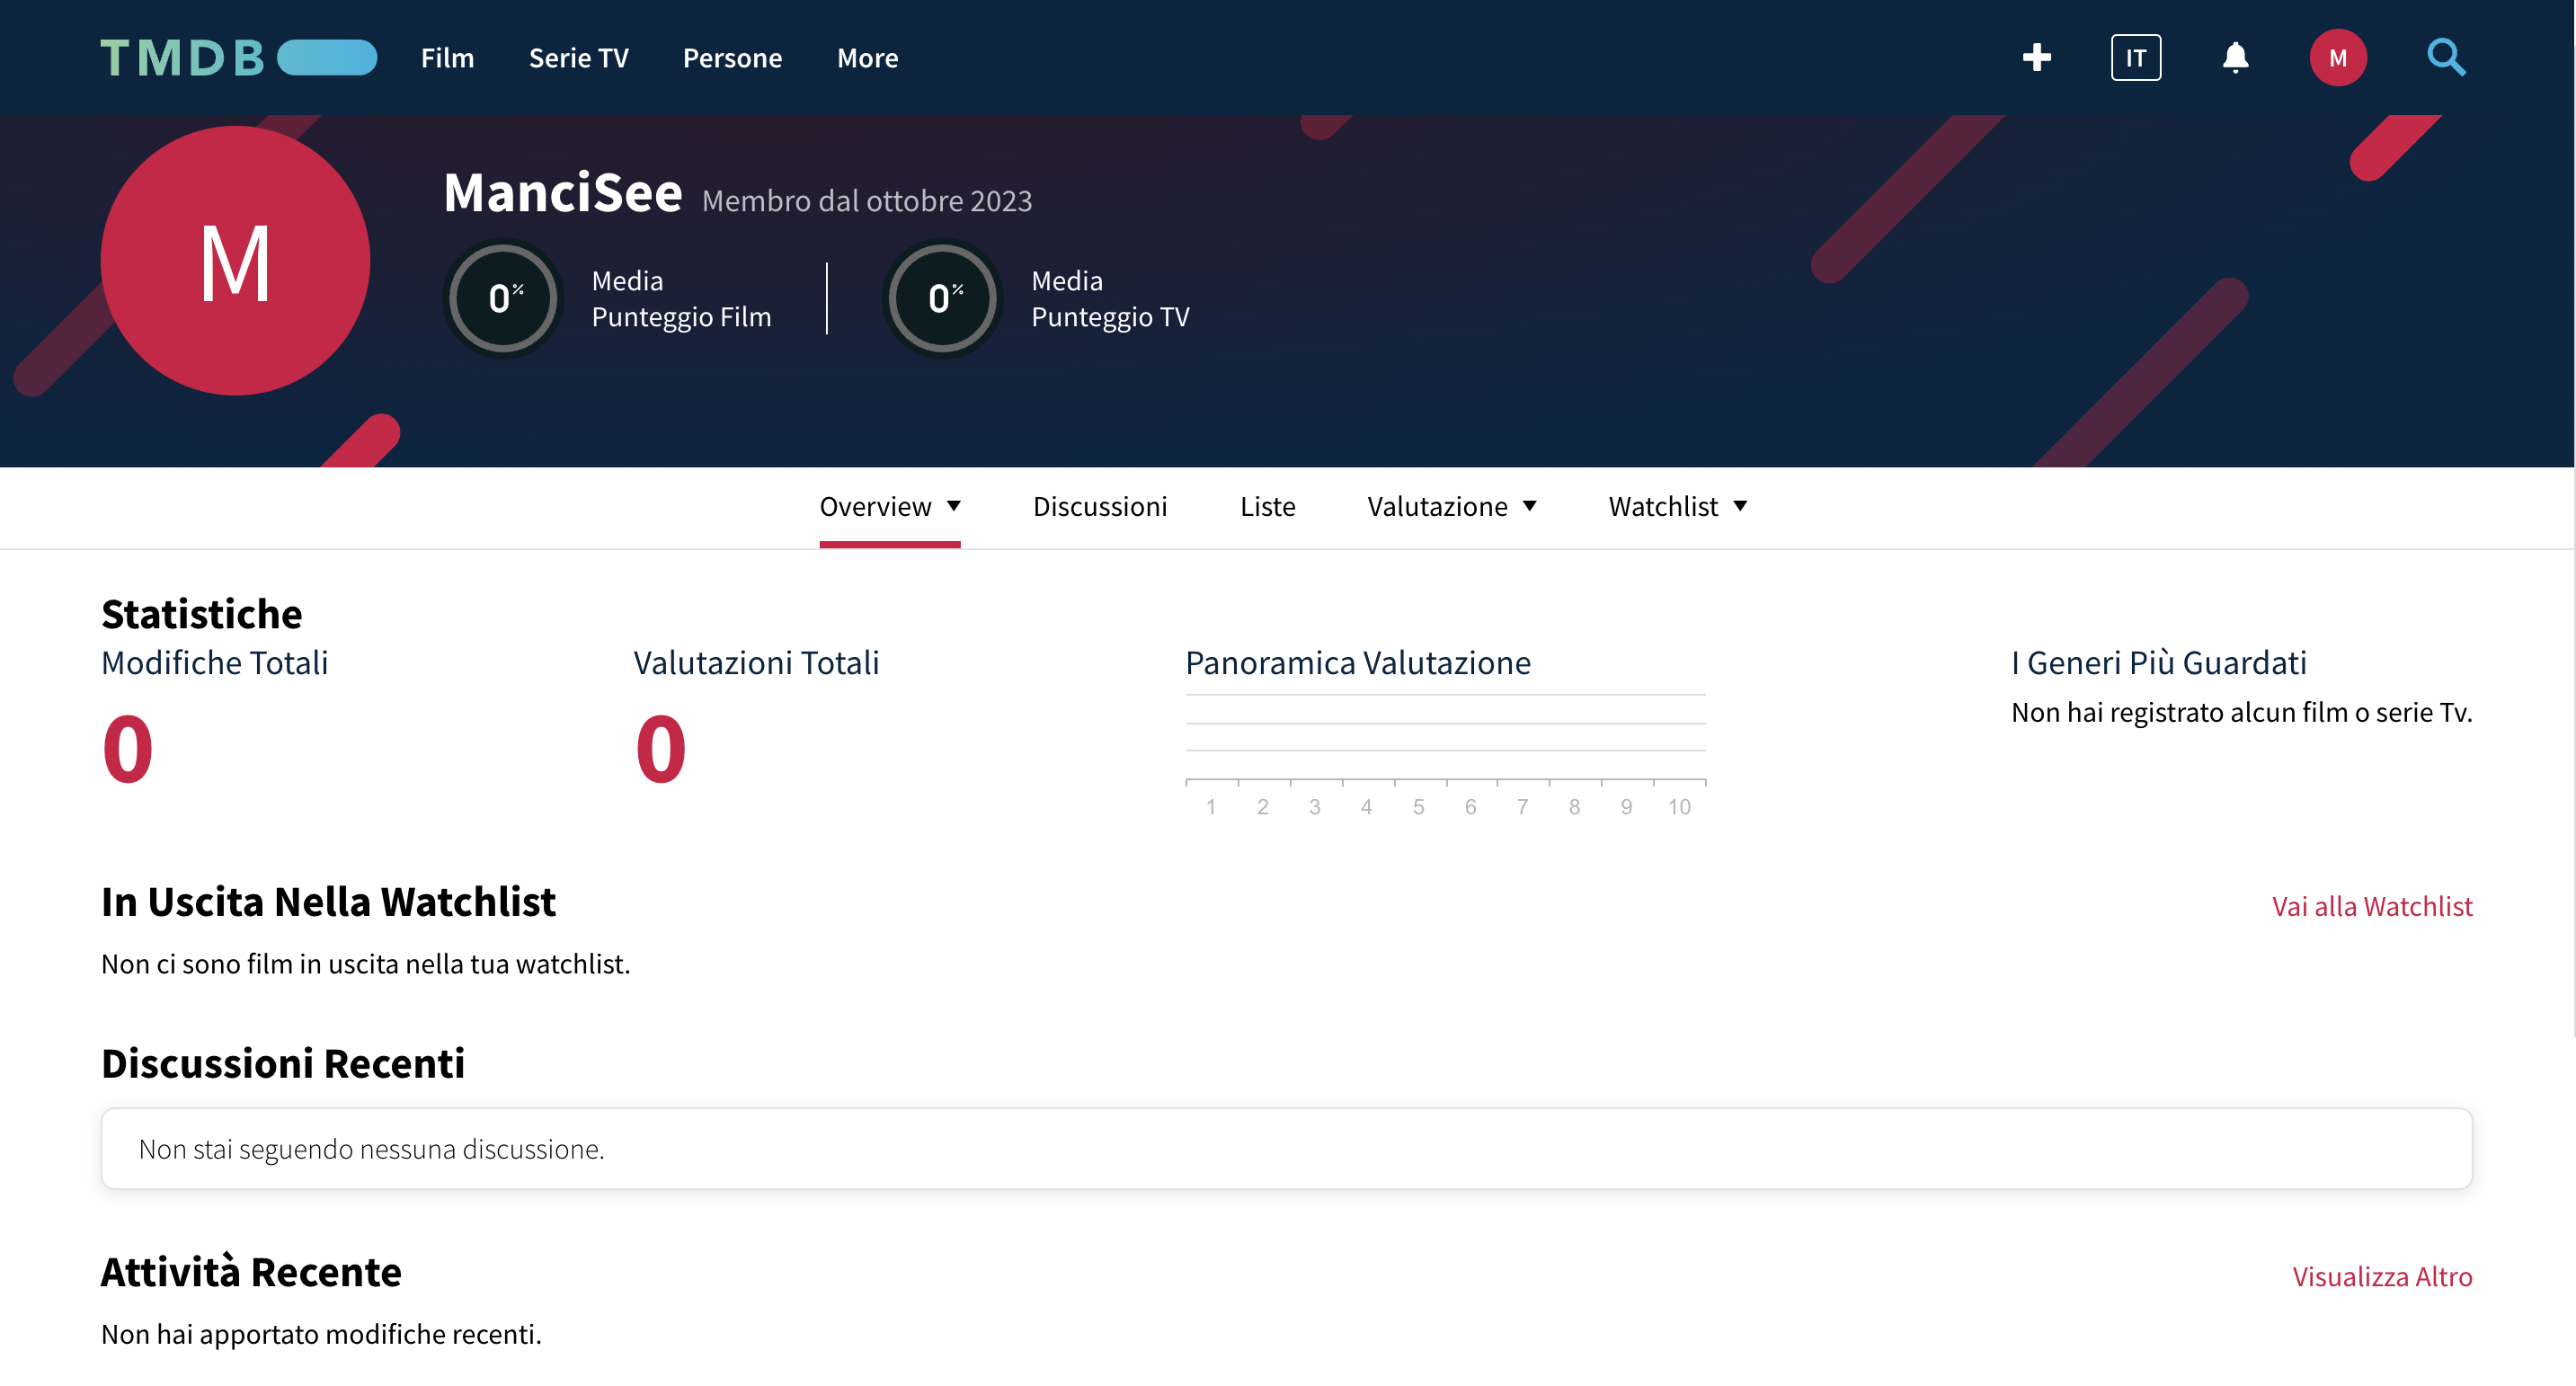 TMDB Film Serie TV Persone More IT M
M
ManciSee Membro dal ottobre 2023
0% Media
Punteggio Film
0% Media
Punteggio TV
Overview Discussioni Liste Valutazione Watchlist
Statistiche
Modifiche Totali
0
Valutazioni Totali
0
Panoramica Valutazione
1 2 3 4 5 6 7 8 9 10
I Generi Più Guardati
Non hai registrato alcun film o serie Tv.
In Uscita Nella Watchlist
Vai alla Watchlist
Non ci sono film in uscita nella tua watchlist.
Discussioni Recenti
Non stai seguendo nessuna discussione.
Attività Recente
Visualizza Altro
Non hai apportato modifiche recenti.